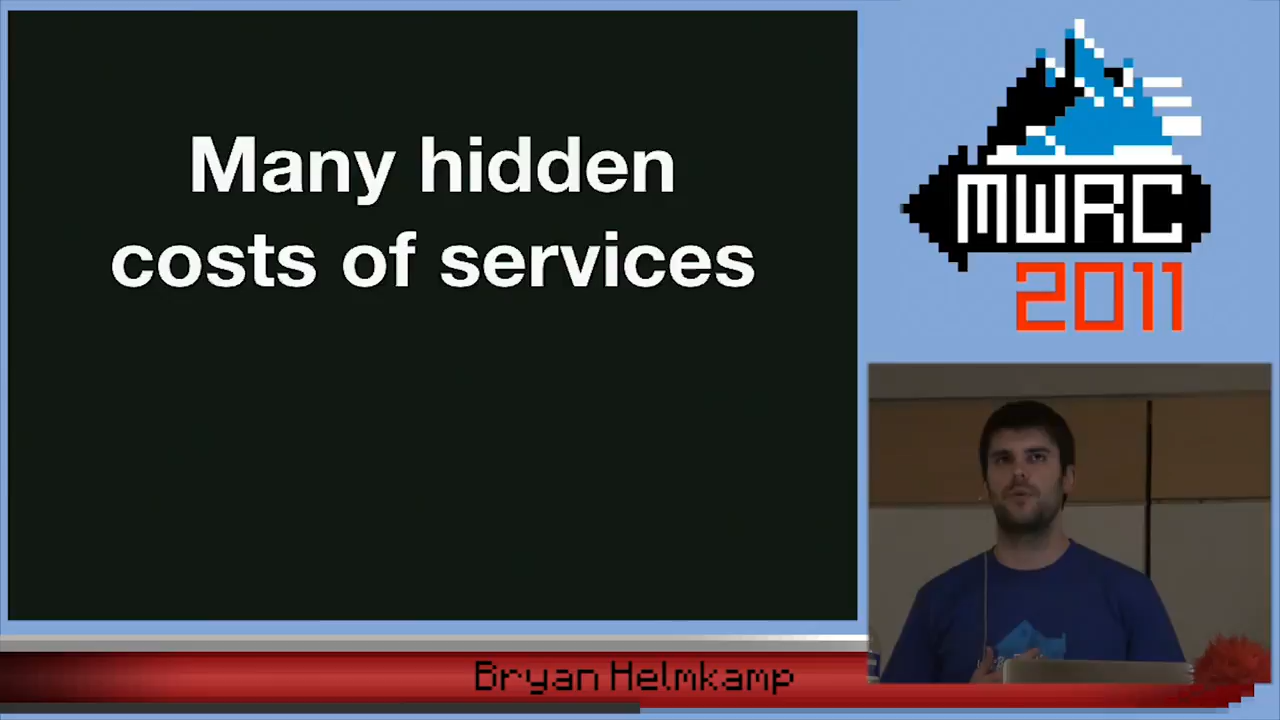 Many hidden
costs of services
MWRC
2011
Bryan Helmkamp